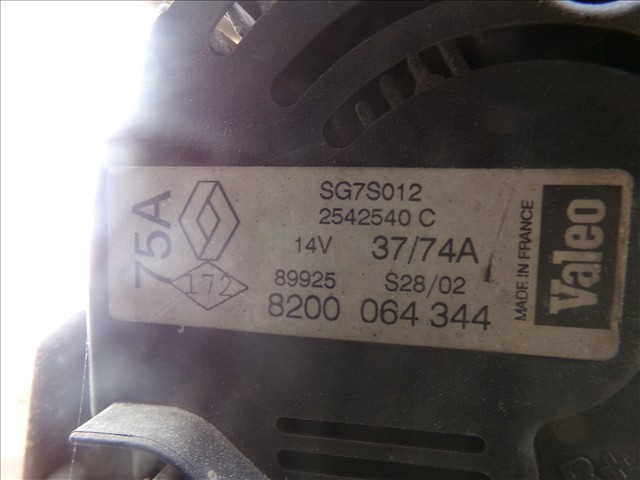 75A
172
SG7S012
2542540 C
14V 37/74A
89925 S28/02
8200 064 344
MADE IN FRANCE
Valeo
B+